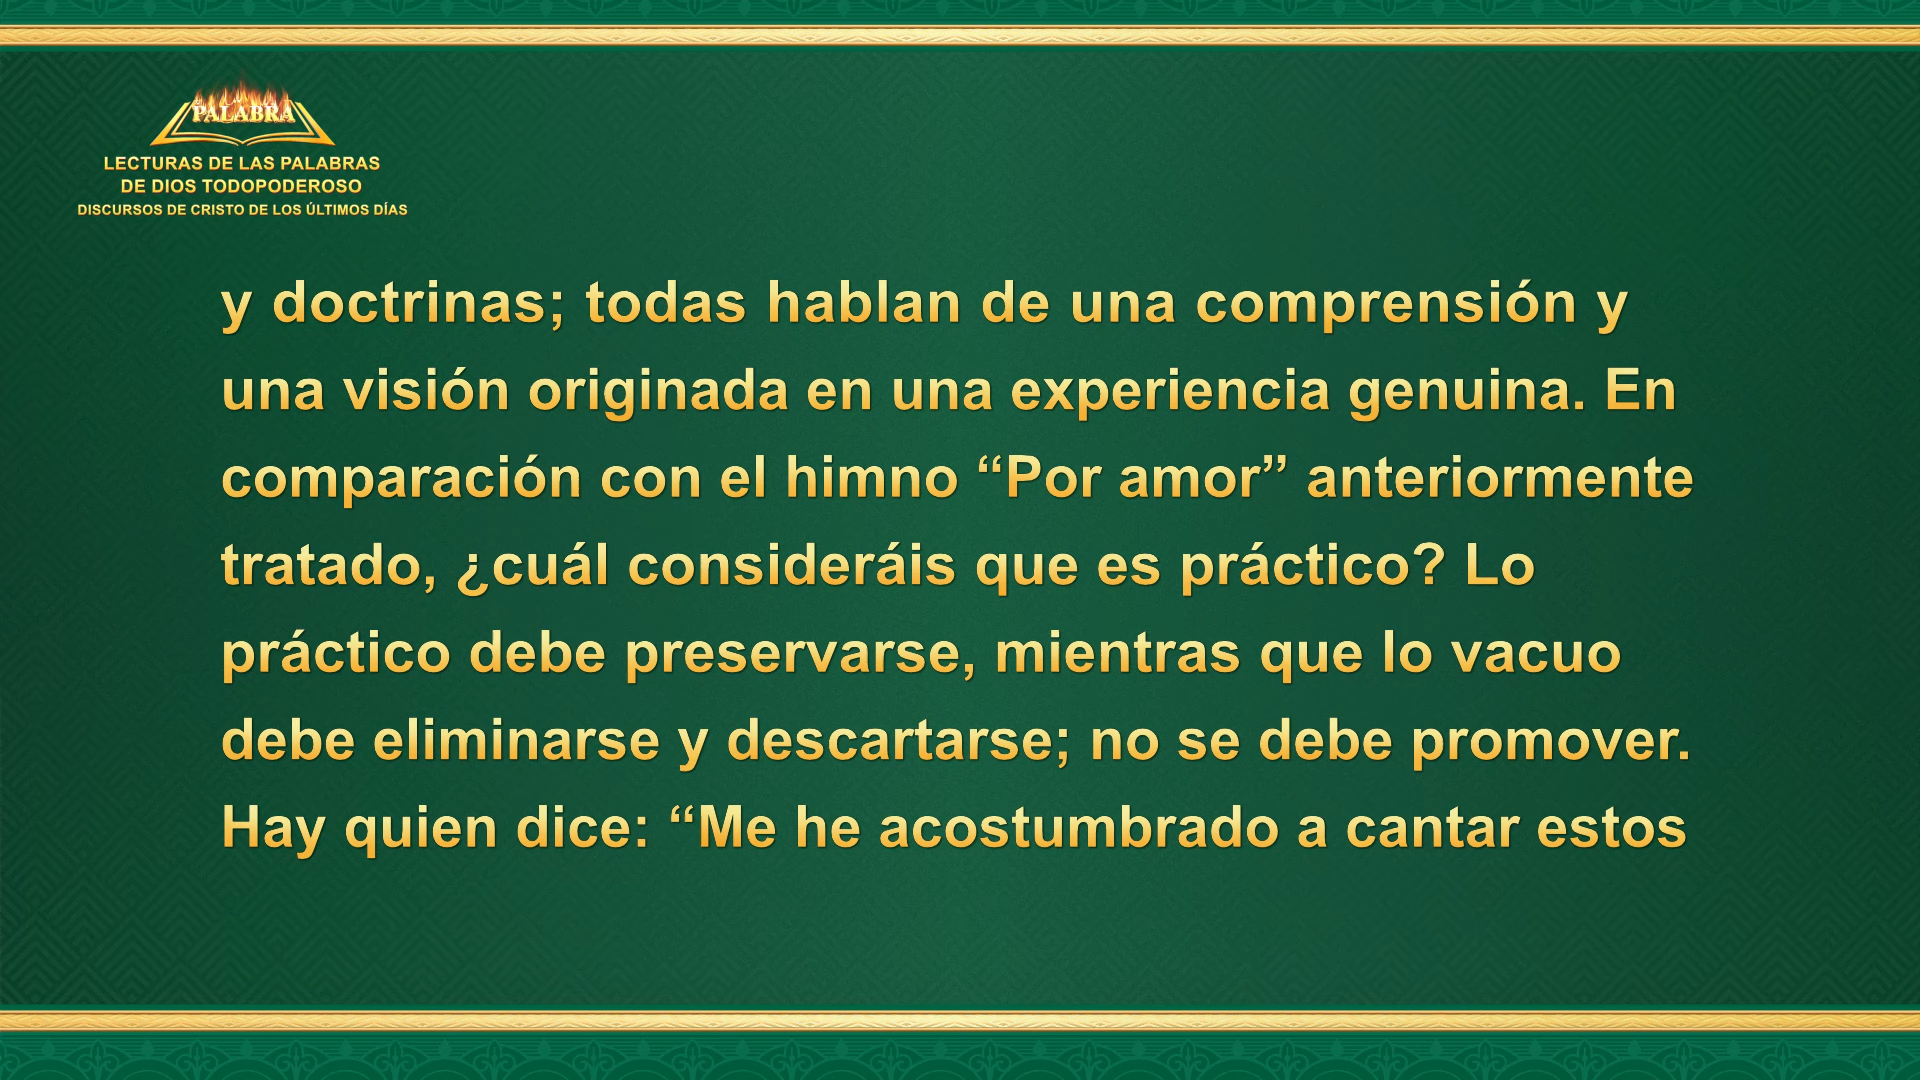 PALABRA
LECTURAS DE LAS PALABRAS
DE DIOS TODOPODEROSO
DISCURSOS DE CRISTO DE LOS ÚLTIMOS DÍAS
y doctrinas; todas hablan de una comprensión y
una visión originada en una experiencia genuina. En
comparación con el himno “Por amor” anteriormente
tratado, ¿cuál consideráis que es práctico? Lo
práctico debe preservarse, mientras que lo vacuo
debe eliminarse y descartarse; no se debe promover.
Hay quien dice: “Me he acostumbrado a cantar estos